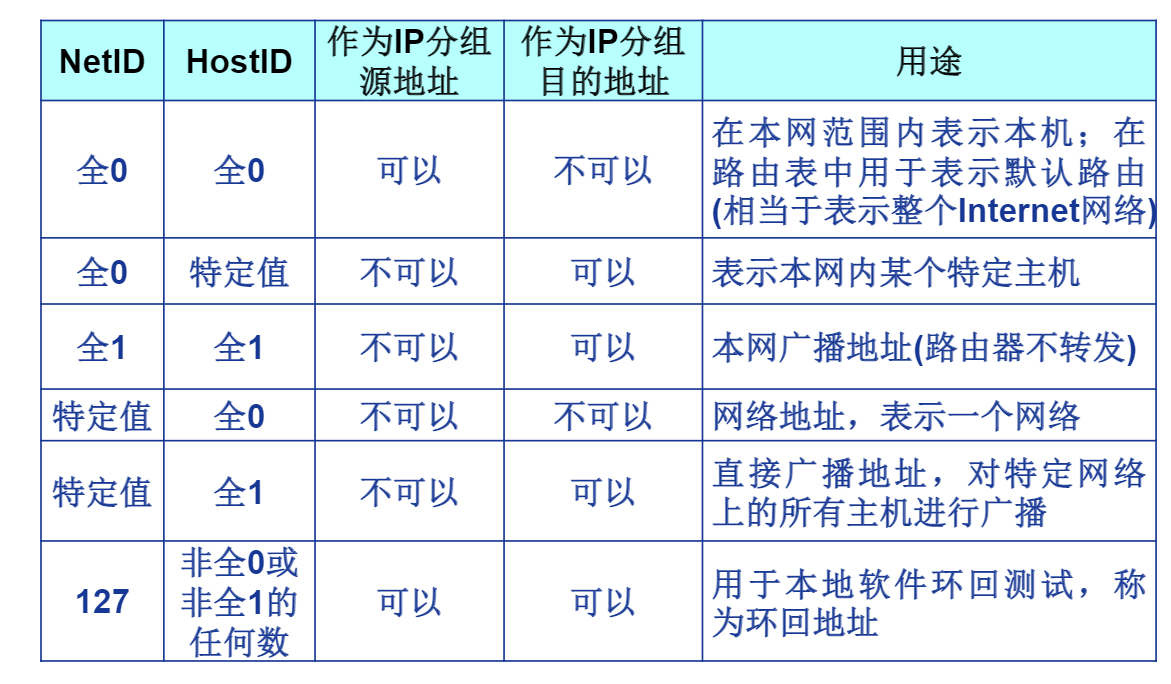 NetID
HostID
作为IP分组
源地址
作为IP分组
目的地址
用途
全0
全0
可以
不可以
在本网范围内表示本机；在
路由表中用于表示默认路由
(相当于表示整个Internet网络)
全0
特定值
不可以
可以
表示本网内某个特定主机
全1
全1
不可以
可以
本网广播地址(路由器不转发)
特定值
全0
不可以
不可以
网络地址，表示一个网络
特定值
全1
不可以
可以
直接广播地址，对特定网络
上的所有主机进行广播
127
非全0或
非全1的
任何数
可以
可以
用于本地软件环回测试，称
为环回地址